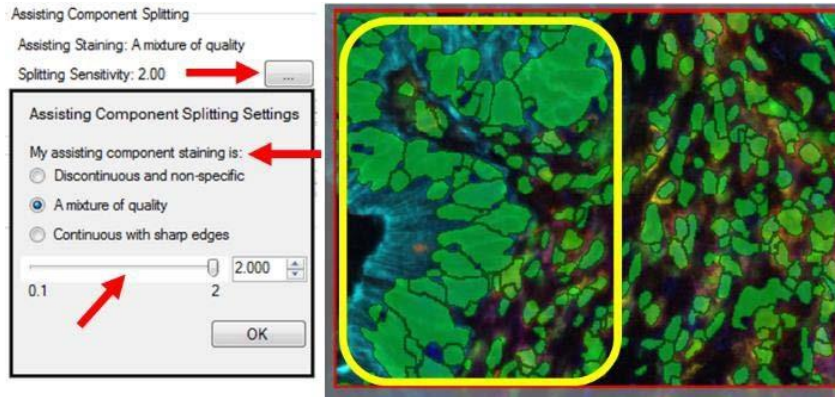 Assisting Component Splitting
Assisting Staining: A mixture of quality
Splitting Sensitivity: 2.00
...
Assisting Component Splitting Settings
My assisting component staining is:
Discontinuous and non-specific
A mixture of quality
Continuous with sharp edges
2.000
0.1
2
OK